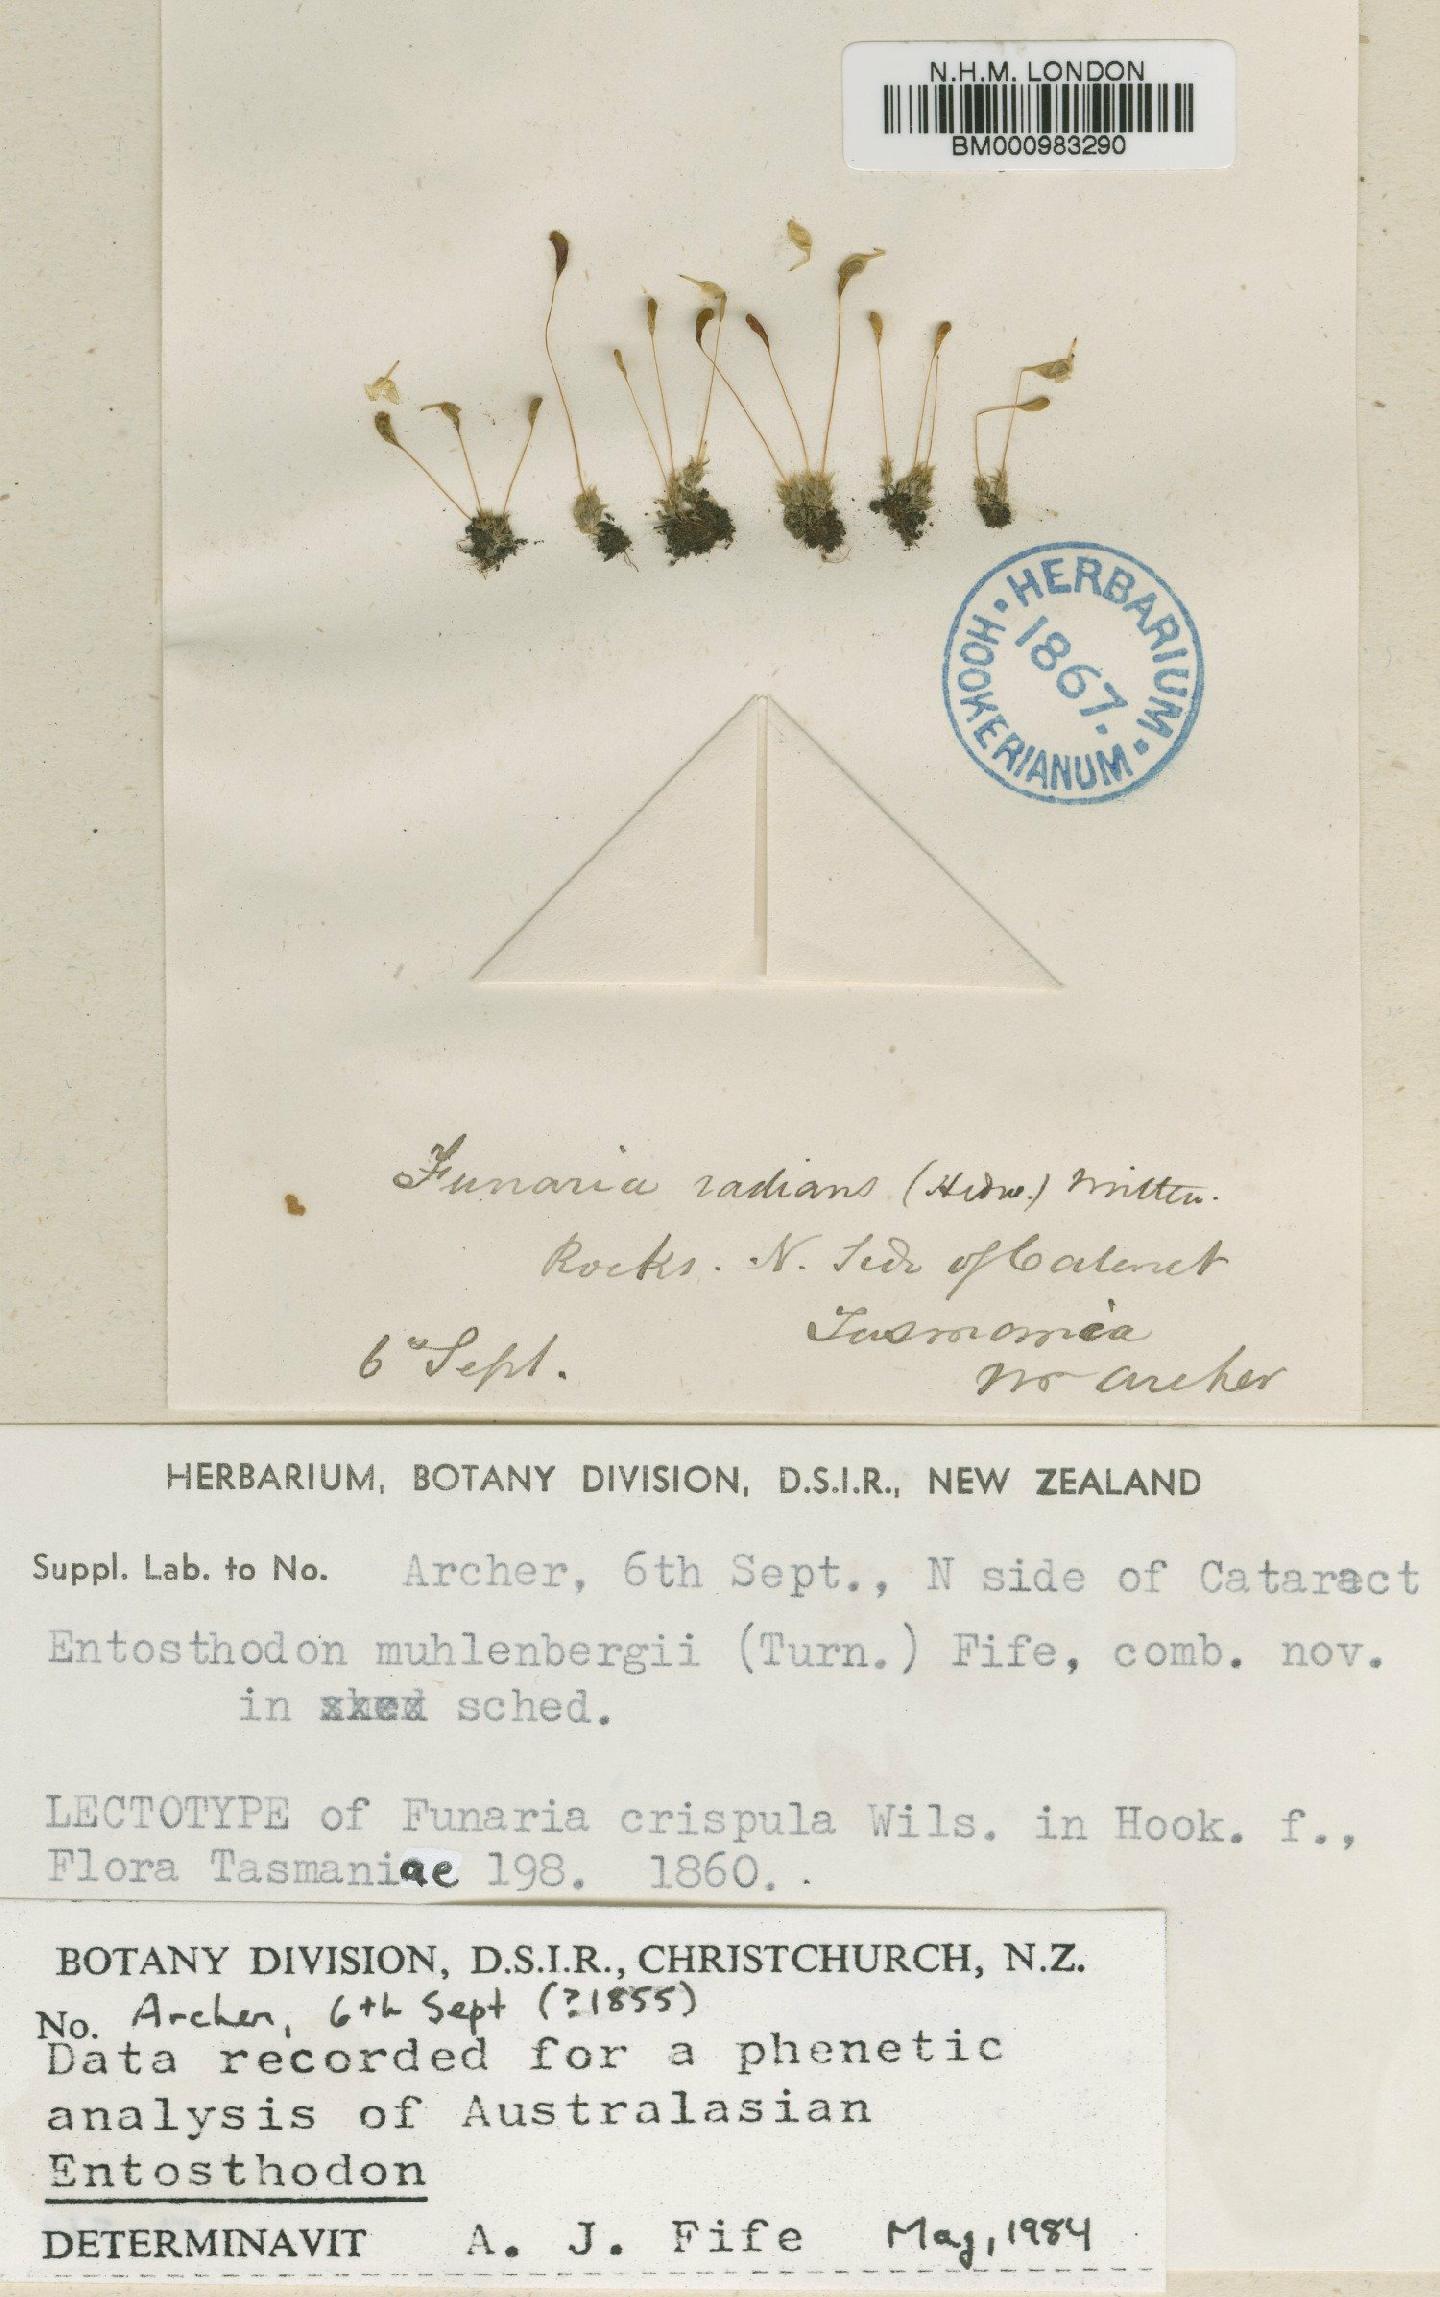 N.H.M. LONDON
BM000983290
HERBARIUM
HOOKERIANUM
1867.
Funaria radians (Hedw.) Mitten.
Rocks. N. Side of Cataract
Tasmania
6th Sept.
Wm Archer
HERBARIUM, BOTANY DIVISION, D.S.I.R., NEW ZEALAND
Suppl. Lab. to No. Archer, 6th Sept., N side of Cataract
Entosthodon muhlenbergii (Turn.) Fife, comb. nov.
in sched.
LECTOTYPE of Funaria crispula Wils. in Hook. f.,
Flora Tasmaniae 198. 1860.
BOTANY DIVISION, D.S.I.R., CHRISTCHURCH, N.Z.
No. Archer, 6th Sept (?1855)
Data recorded for a phenetic
analysis of Australasian
Entosthodon
DETERMINAVIT A. J. Fife May, 1984